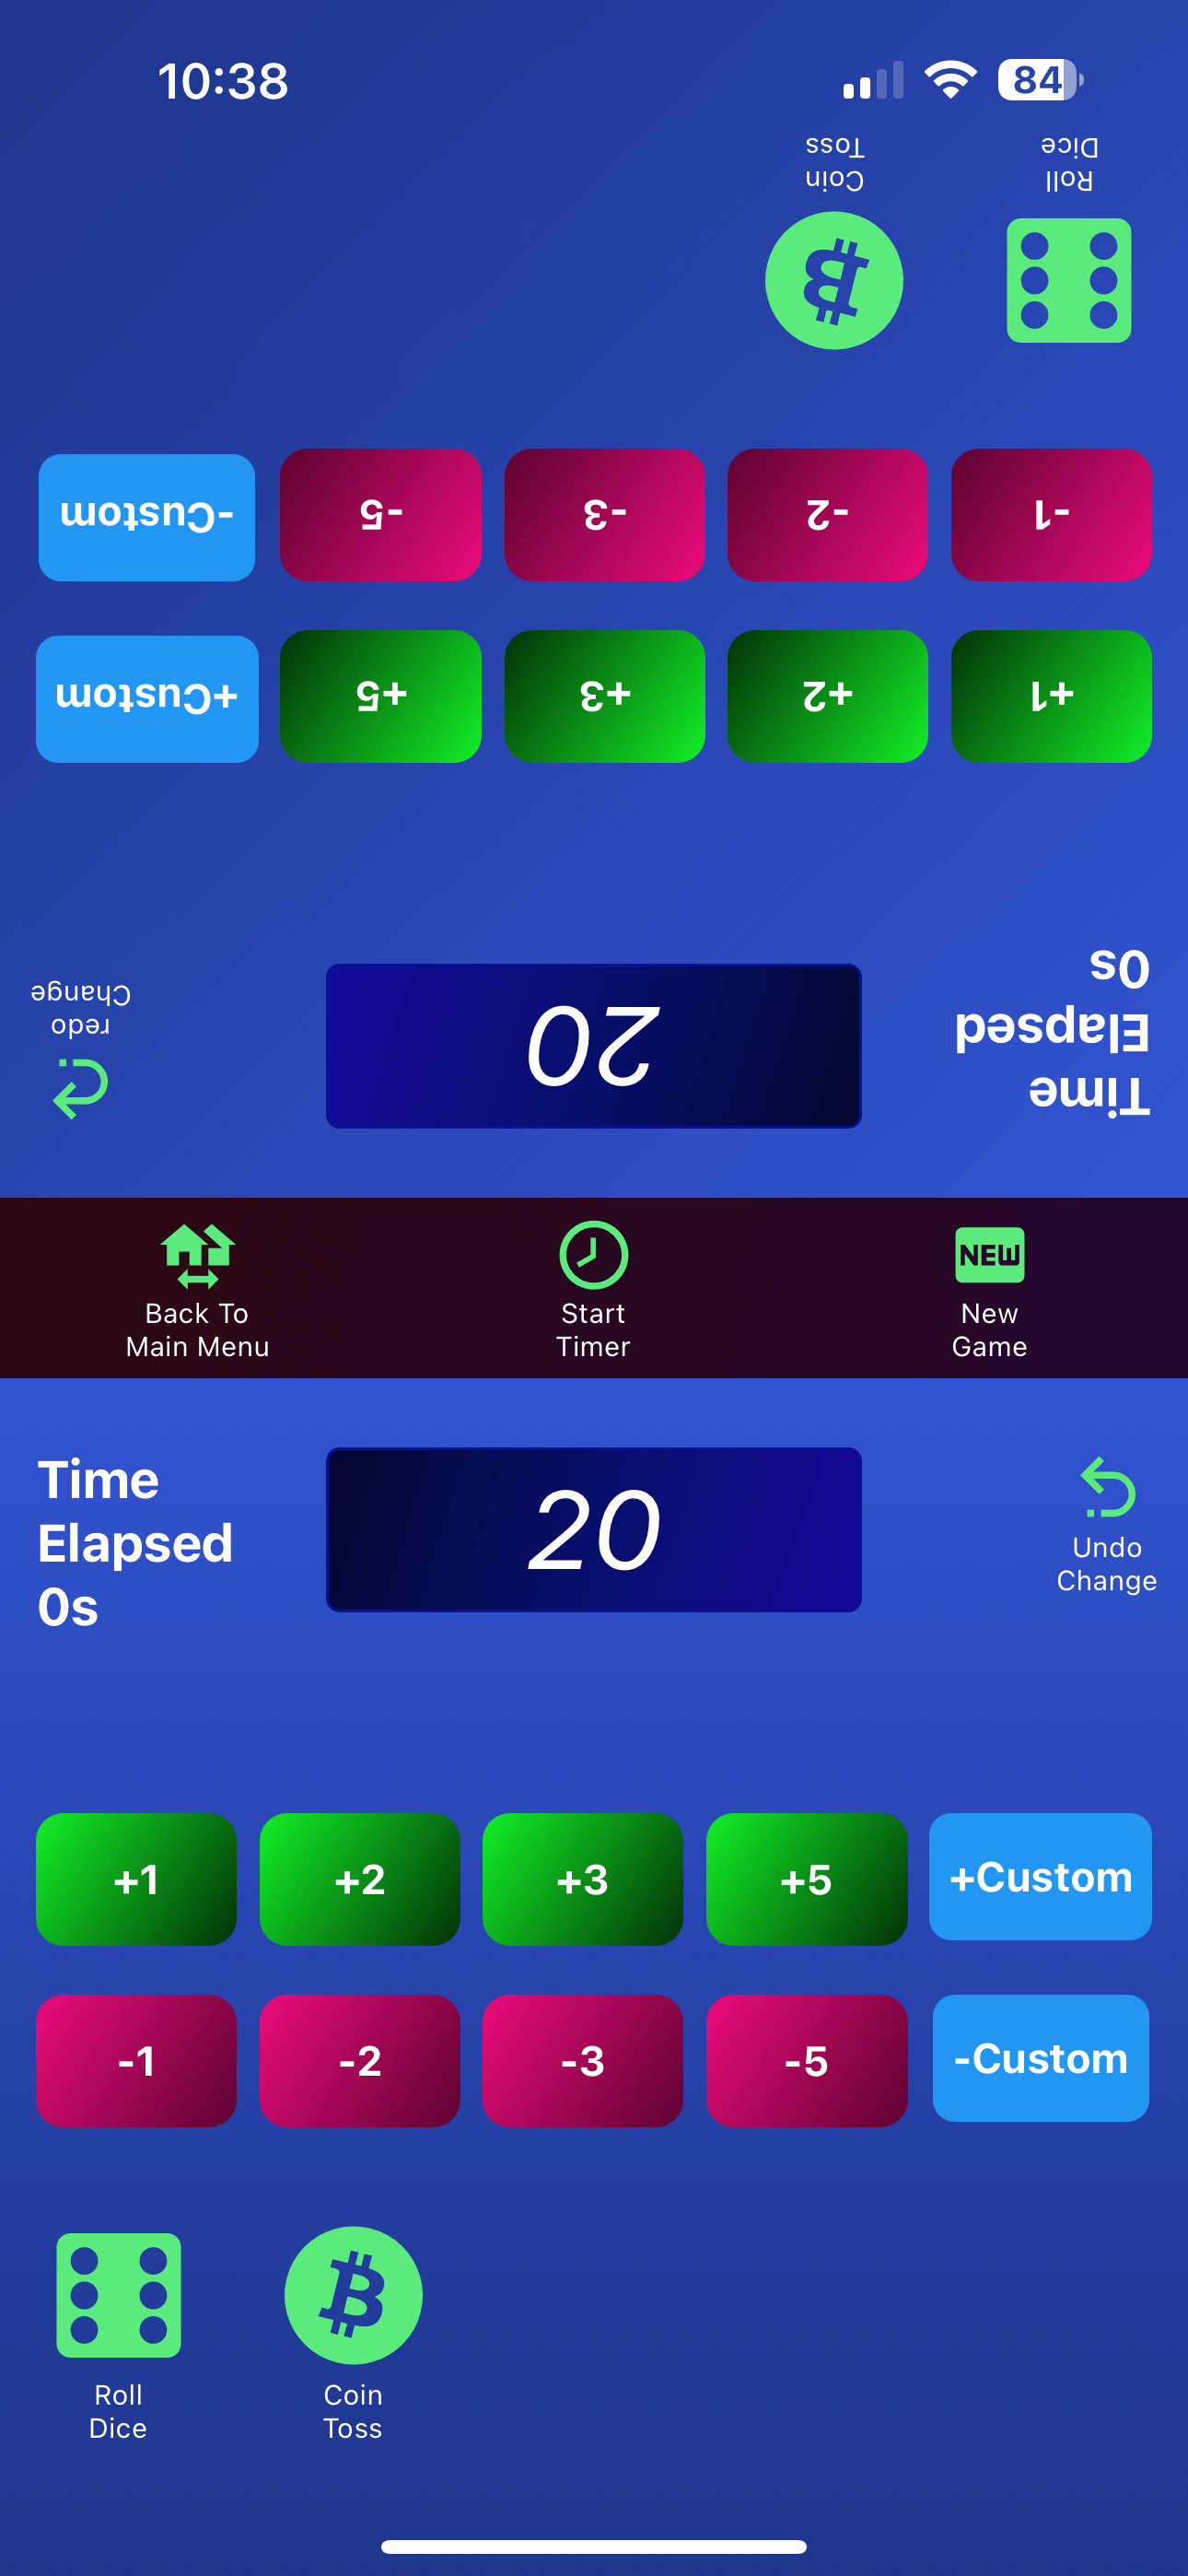 10:38
84
Coin
Toss
Roll
Dice
-Custom
-5
-3
-2
-1
+Custom
+5
+3
+2
+1
redo
Change
20
Time
Elapsed
0s
Back To
Main Menu
Start
Timer
NEW
New
Game
Time
Elapsed
0s
20
Undo
Change
+1
+2
+3
+5
+Custom
-1
-2
-3
-5
-Custom
Roll
Dice
Coin
Toss